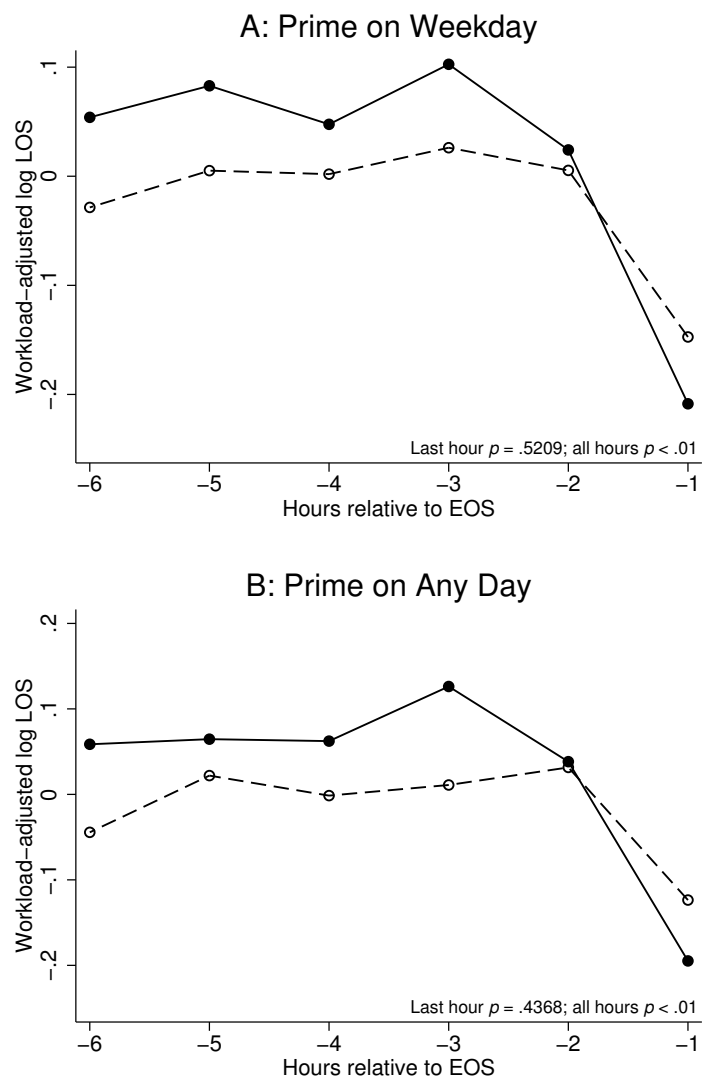 A: Prime on Weekday
.1
0
−.1
−.2
Workload−adjusted log LOS
Last hour p = .5209; all hours p < .01
−6 −5 −4 −3 −2 −1
Hours relative to EOS
B: Prime on Any Day
.2
.1
0
−.1
−.2
Workload−adjusted log LOS
Last hour p = .4368; all hours p < .01
−6 −5 −4 −3 −2 −1
Hours relative to EOS